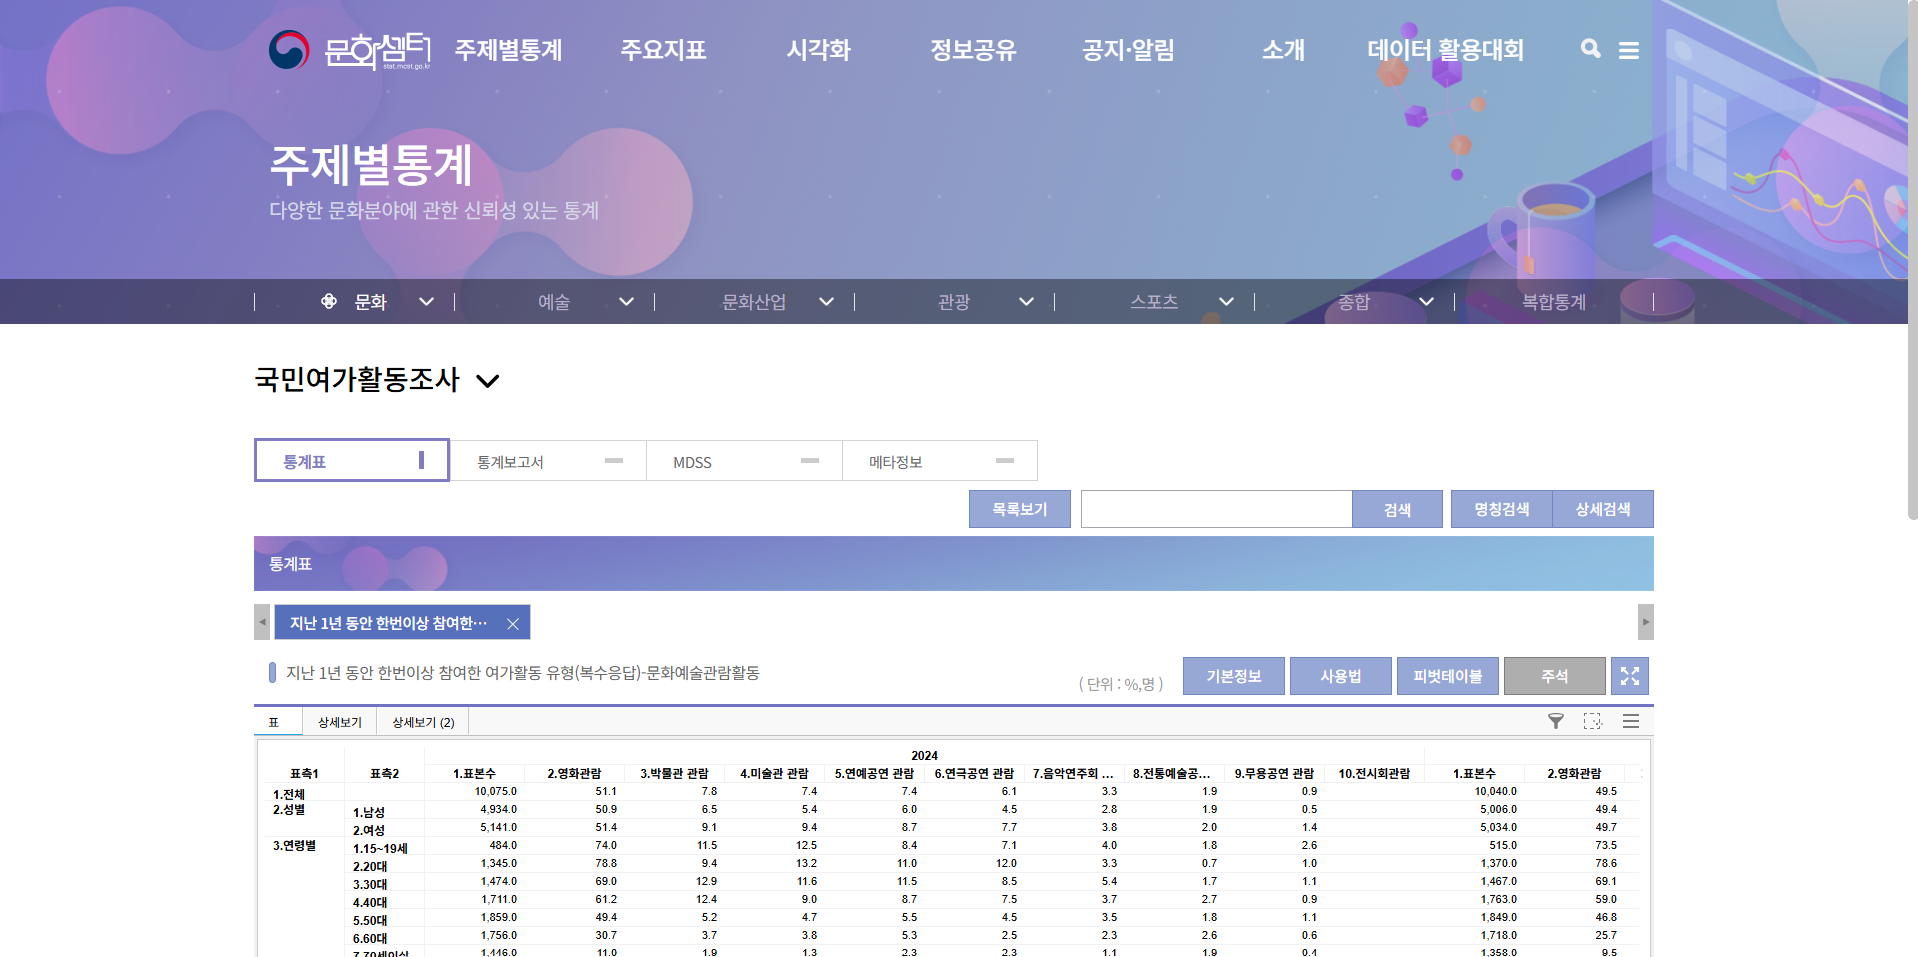 문화셈터 stat.mcst.go.kr 주제별통계 주요지표 시각화 정보공유 공지·알림 소개 데이터 활용대회
주제별통계
다양한 문화분야에 관한 신뢰성 있는 통계
문화 예술 문화산업 관광 스포츠 종합 복합통계
국민여가활동조사
통계표 통계보고서 MDSS 메타정보
목록보기 검색 명칭검색 상세검색
통계표
지난 1년 동안 한번이상 참여한···
지난 1년 동안 한번이상 참여한 여가활동 유형(복수응답)-문화예술관람활동 ( 단위 : %,명 ) 기본정보 사용법 피벗테이블 주석
표 상세보기 상세보기 (2)
2024
표측1 표측2 1.표본수 2.영화관람 3.박물관 관람 4.미술관 관람 5.연예공연 관람 6.연극공연 관람 7.음악연주회 ... 8.전통예술공... 9.무용공연 관람 10.전시회관람 1.표본수 2.영화관람
1.전체 10,075.0 51.1 7.8 7.4 7.4 6.1 3.3 1.9 0.9 10,040.0 49.5
2.성별 1.남성 4,934.0 50.9 6.5 5.4 6.0 4.5 2.8 1.9 0.5 5,006.0 49.4
2.여성 5,141.0 51.4 9.1 9.4 8.7 7.7 3.8 2.0 1.4 5,034.0 49.7
3.연령별 1.15~19세 484.0 74.0 11.5 12.5 8.4 7.1 4.0 1.8 2.6 515.0 73.5
2.20대 1,345.0 78.8 9.4 13.2 11.0 12.0 3.3 0.7 1.0 1,370.0 78.6
3.30대 1,474.0 69.0 12.9 11.6 11.5 8.5 5.4 1.7 1.1 1,467.0 69.1
4.40대 1,711.0 61.2 12.4 9.0 8.7 7.5 3.7 2.7 0.9 1,763.0 59.0
5.50대 1,859.0 49.4 5.2 4.7 5.5 4.5 3.5 1.8 1.1 1,849.0 46.8
6.60대 1,756.0 30.7 3.7 3.8 5.3 2.5 2.3 2.6 0.6 1,718.0 25.7
7.70세이상 1,446.0 11.0 1.9 1.3 2.3 2.3 1.1 1.9 0.4 1,358.0 9.5